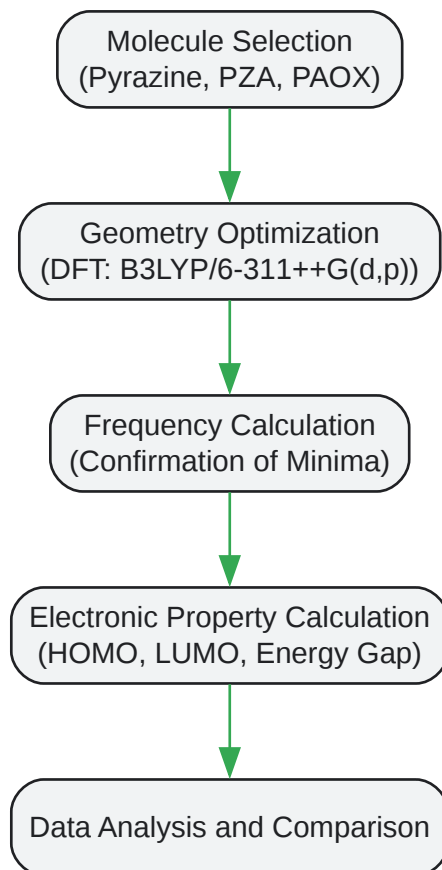 Molecule Selection
(Pyrazine, PZA, PAOX)
Geometry Optimization
(DFT: B3LYP/6-311++G(d,p))
Frequency Calculation
(Confirmation of Minima)
Electronic Property Calculation
(HOMO, LUMO, Energy Gap)
Data Analysis and Comparison